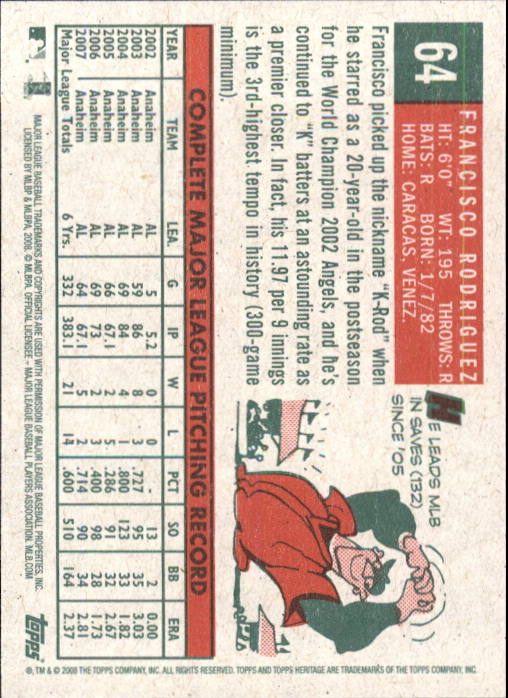 64
FRANCISCO RODRIGUEZ
HT: 6'0" WT: 195 THROWS: R
BATS: R BORN: 1/7/82
HOME: CARACAS, VENEZ.
Francisco picked up the nickname "K-Rod" when
he starred as a 20-year-old in the postseason
for the World Champion 2002 Angels, and he's
continued to "K" batters at an astounding rate as
a premier closer. In fact, his 11.97 per 9 innings
is the 3rd-highest tempo in history (300-game
minimum).
HE LEADS MLB
IN SAVES (132)
SINCE '05
COMPLETE MAJOR LEAGUE PITCHING RECORD
YEAR TEAM LEA. G IP W L PCT SO BB ERA
2002 Anaheim AL 5 5.2 0 0 - 13 2 0.00
2003 Anaheim AL 59 86 8 3 .727 95 35 3.03
2004 Anaheim AL 69 84 4 1 .800 123 33 1.82
2005 Anaheim AL 66 67.1 2 5 .286 91 32 2.67
2006 Anaheim AL 69 73 2 3 .400 98 28 1.73
2007 Anaheim AL 64 67.1 5 2 .714 90 34 2.81
Major League Totals 6 Yrs. 332 383.1 21 14 .600 510 164 2.37
MAJOR LEAGUE BASEBALL TRADEMARKS AND COPYRIGHTS ARE USED WITH PERMISSION OF MAJOR LEAGUE BASEBALL PROPERTIES, INC.
LICENSED BY MLBP & MLBPA, 2008. © MLBPA. OFFICIAL LICENSEE - MAJOR LEAGUE BASEBALL PLAYERS ASSOCIATION. MLB.COM
TOPPS
®, TM & © 2008 THE TOPPS COMPANY, INC. ALL RIGHTS RESERVED. TOPPS AND TOPPS HERITAGE ARE TRADEMARKS OF THE TOPPS COMPANY, INC.